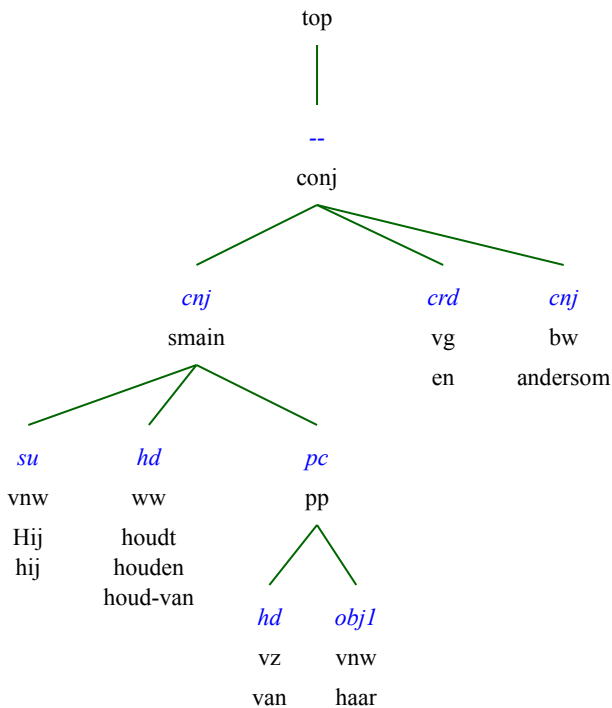 top
--
conj
cnj crd cnj
smain vg bw
en andersom
su hd pc
vnw ww pp
Hij houdt
hij houden
houd-van
hd obj1
vz vnw
van haar